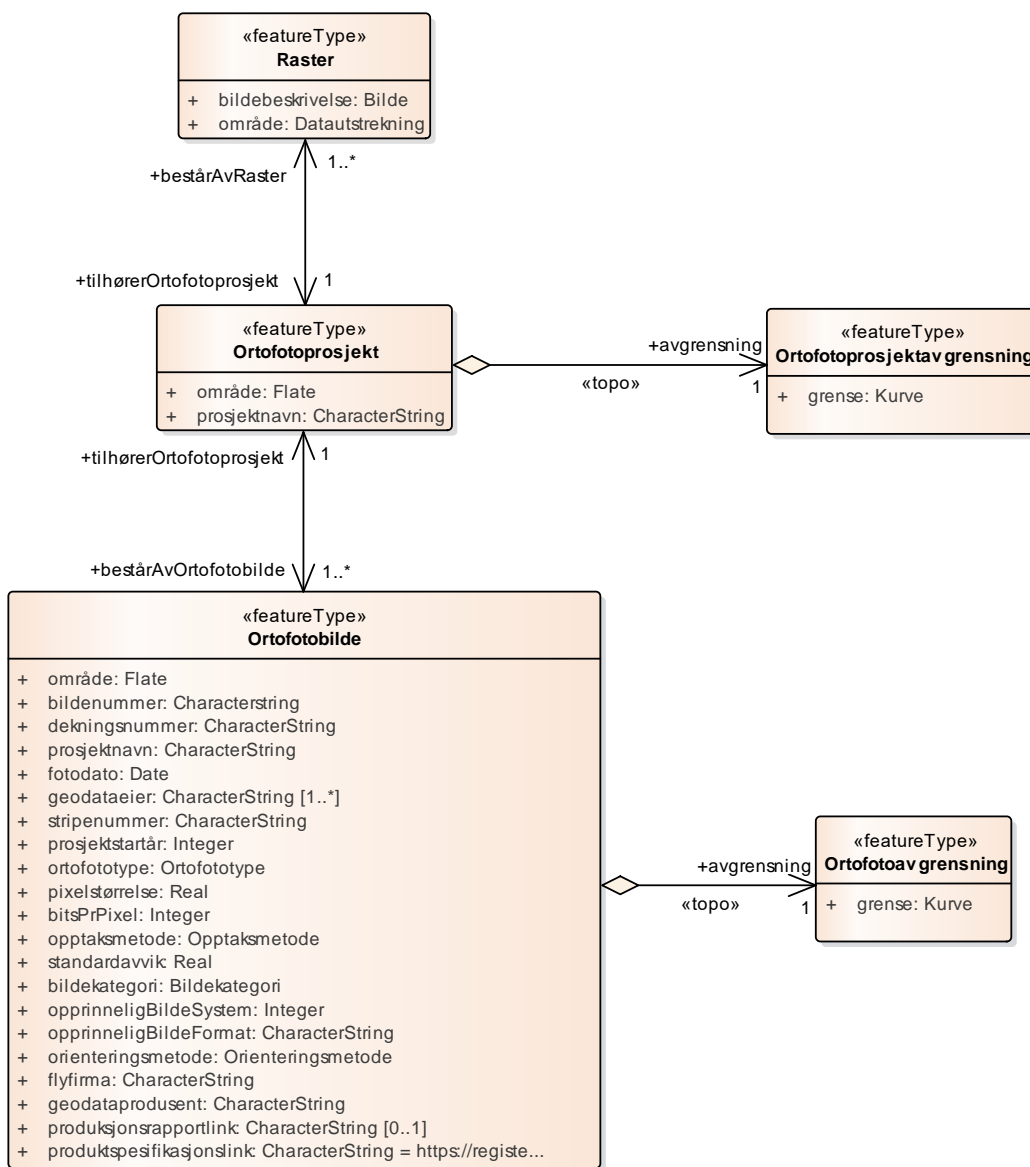 «featureType»
Raster
+ bildebeskrivelse: Bilde
+ område: Datautstrekning
1..*
+beståravRaster
+tilhørerOrtofotoprosjekt
1
«featureType»
Ortofotoprosjekt
+ område: Flate
+ prosjektnavn: CharacterString
+avgrensning
«topo»
1
«featureType»
Ortofotoprosjektavgrensning
+ grense: Kurve
+tilhørerOrtofotoprosjekt
1
+beståAvOrtofotobilde
1..*
«featureType»
Ortofotobilde
+ område: Flate
+ bildenummer: Characterstring
+ dekningsnummer: CharacterString
+ prosjektnavn: CharacterString
+ fotodato: Date
+ geodataeier: CharacterString [1..*]
+ stripenummer: CharacterString
+ prosjektstartår: Integer
+ ortofototype: Ortofototype
+ pixelstørrelse: Real
+ bitsPrPixel: Integer
+ opptaksmetode: Opptaksmetode
+ standardavvik: Real
+ bildekategori: Bildekategori
+ opprinneligBildeSystem: Integer
+ opprinneligBildeFormat: CharacterString
+ orienteringsmetode: Orienteringsmetode
+ flyfirma: CharacterString
+ geodataprodusent: CharacterString
+ produksjonsrapportlink: CharacterString [0..1]
+ produktspesifikasjonslink: CharacterString = https://registe...
+avgrensning
«topo»
1
«featureType»
Ortofotoavgrensning
+ grense: Kurve